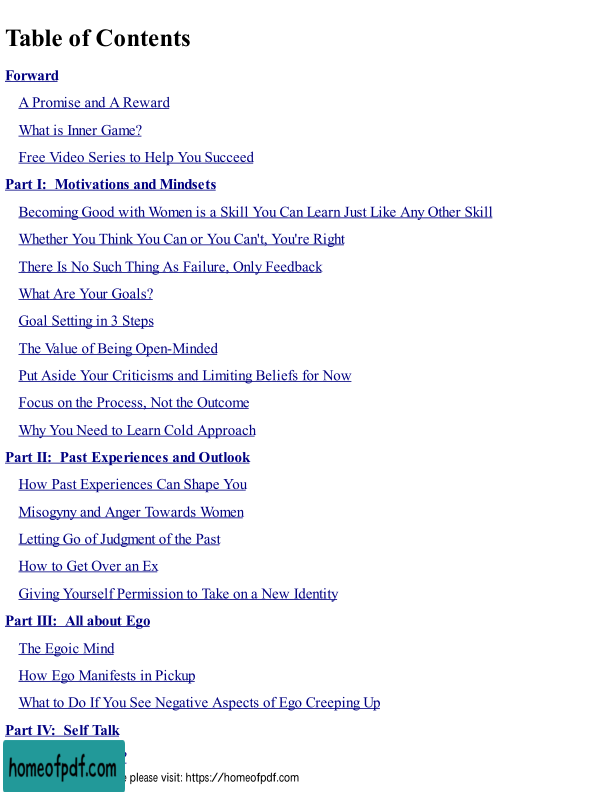 Table of Contents
Forward
A Promise and A Reward
What is Inner Game?
Free Video Series to Help You Succeed
Part I: Motivations and Mindsets
Becoming Good with Women is a Skill You Can Learn Just Like Any Other Skill
Whether You Think You Can or You Can't, You're Right
There Is No Such Thing As Failure, Only Feedback
What Are Your Goals?
Goal Setting in 3 Steps
The Value of Being Open-Minded
Put Aside Your Criticisms and Limiting Beliefs for Now
Focus on the Process, Not the Outcome
Why You Need to Learn Cold Approach
Part II: Past Experiences and Outlook
How Past Experiences Can Shape You
Misogyny and Anger Towards Women
Letting Go of Judgment of the Past
How to Get Over an Ex
Giving Yourself Permission to Take on a New Identity
Part III: All about Ego
The Egoic Mind
How Ego Manifests in Pickup
What to Do If You See Negative Aspects of Ego Creeping Up
Part IV: Self Talk
homeofpdf.com
please visit: https://homeofpdf.com